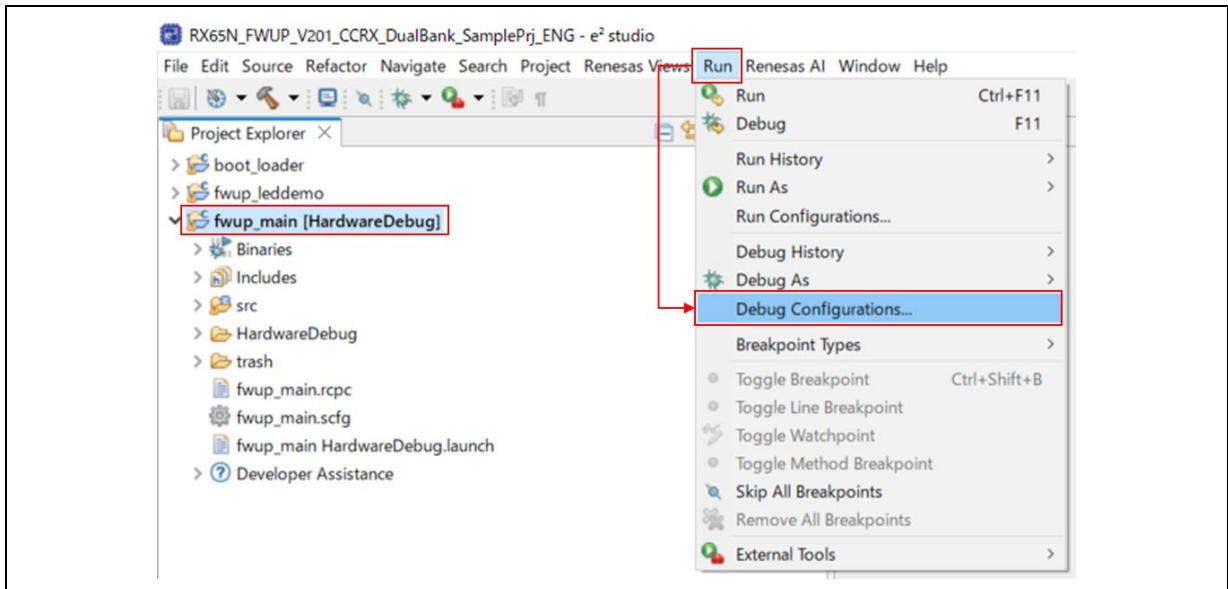 RX65N_FWUP_V201_CCRX_DualBank_SamplePrj_ENG - e² studio
File Edit Source Refactor Navigate Search Project Renesas Views Run Renesas AI Window Help
Project Explorer
boot_loader
fwup_leddemo
fwup_main [HardwareDebug]
Binaries
Includes
src
HardwareDebug
trash
fwup_main.rcpc
fwup_main.scfg
fwup_main HardwareDebug.launch
Developer Assistance
Run Ctrl+F11
Debug F11
Run History
Run As
Run Configurations...
Debug History
Debug As
Debug Configurations...
Breakpoint Types
Toggle Breakpoint Ctrl+Shift+B
Toggle Line Breakpoint
Toggle Watchpoint
Toggle Method Breakpoint
Skip All Breakpoints
Remove All Breakpoints
External Tools